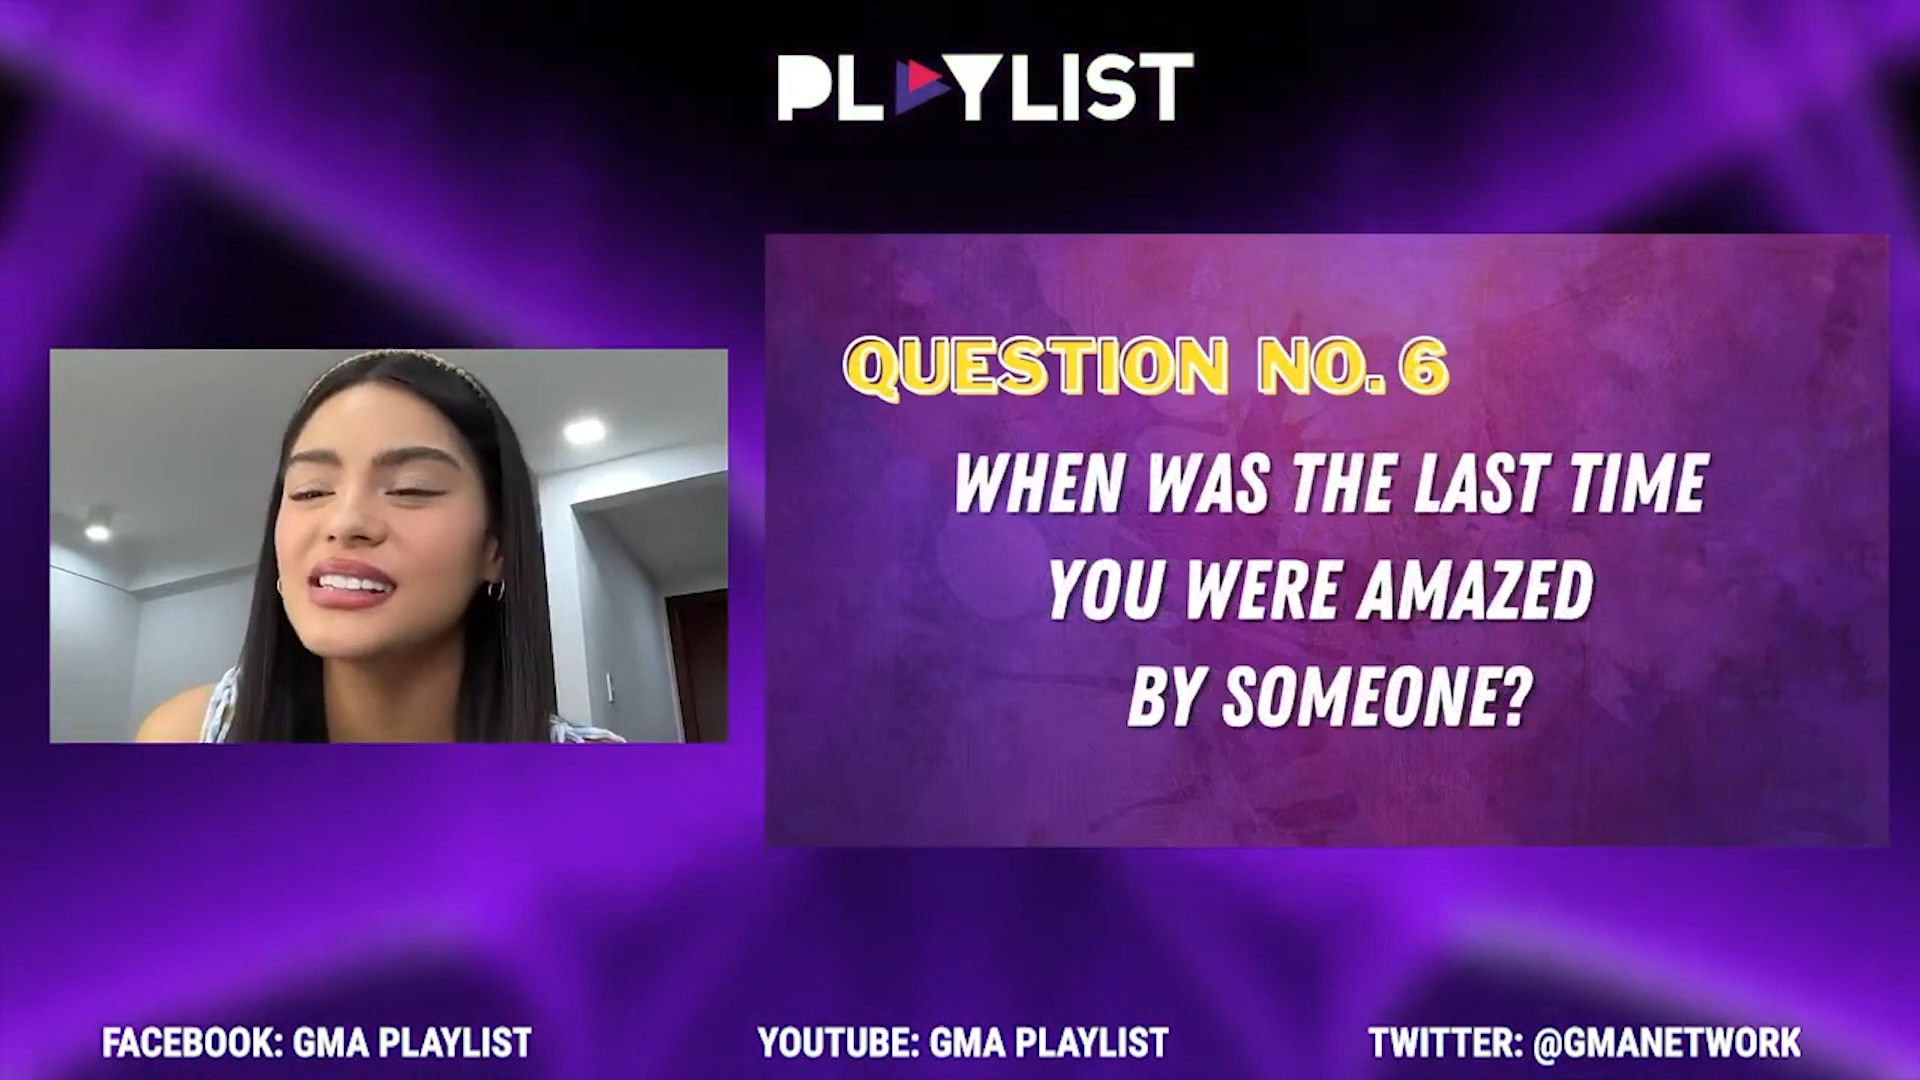 PLAYLIST
QUESTION NO. 6
WHEN WAS THE LAST TIME
YOU WERE AMAZED
BY SOMEONE?
FACEBOOK: GMA PLAYLIST
YOUTUBE: GMA PLAYLIST
TWITTER: @GMANETWORK